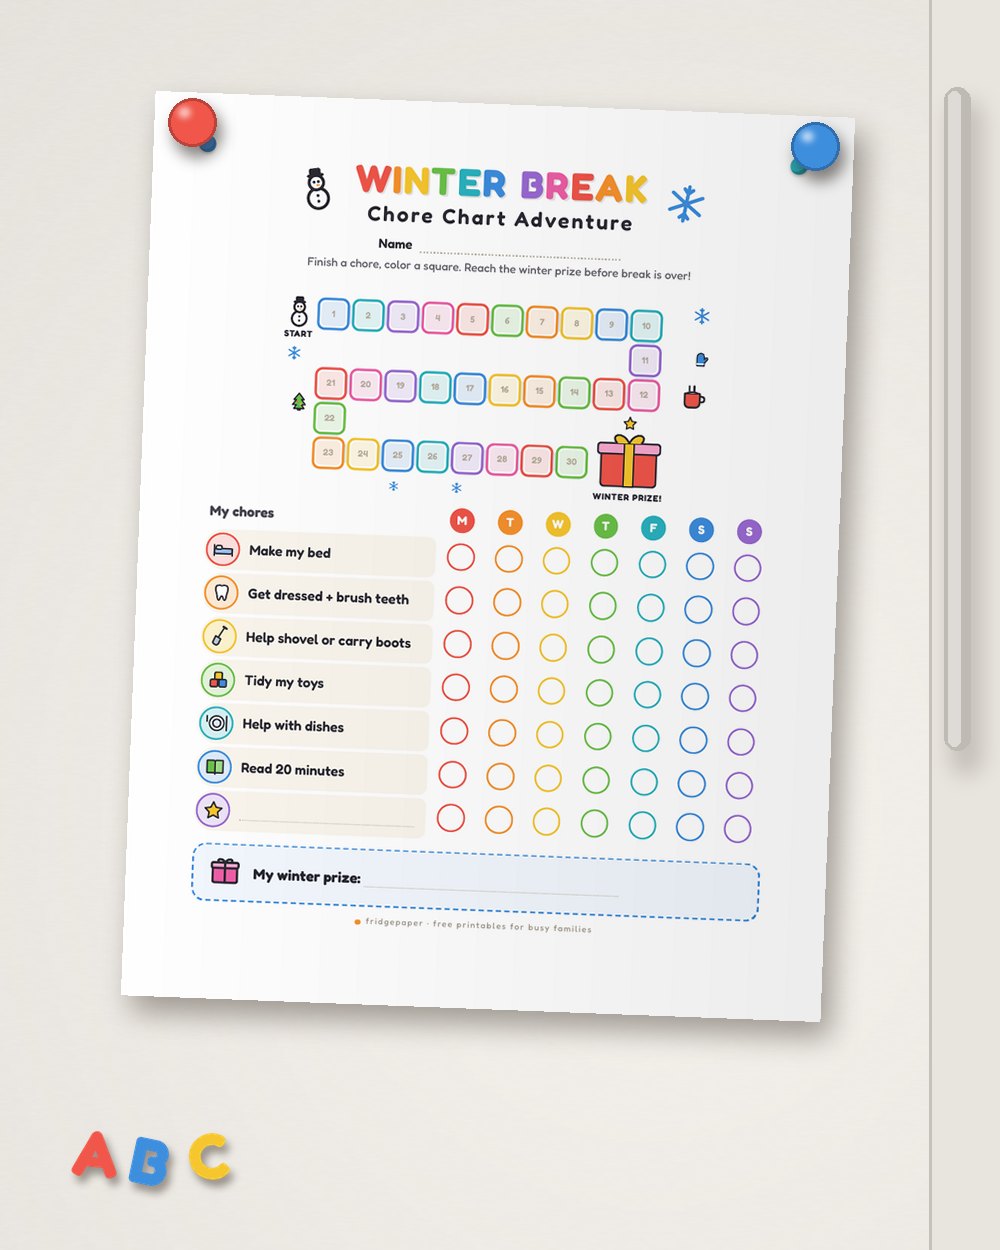 WINTER BREAK
Chore Chart Adventure
Name
Finish a chore, color a square. Reach the winter prize before break is over!
START 1 2 3 4 5 6 7 8 9 10
11
21 20 19 18 17 16 15 14 13 12
22
23 24 25 26 27 28 29 30
WINTER PRIZE!
My chores M T W T F S S
Make my bed
Get dressed + brush teeth
Help shovel or carry boots
Tidy my toys
Help with dishes
Read 20 minutes
My winter prize:
fridgepaper · free printables for busy families
A B C